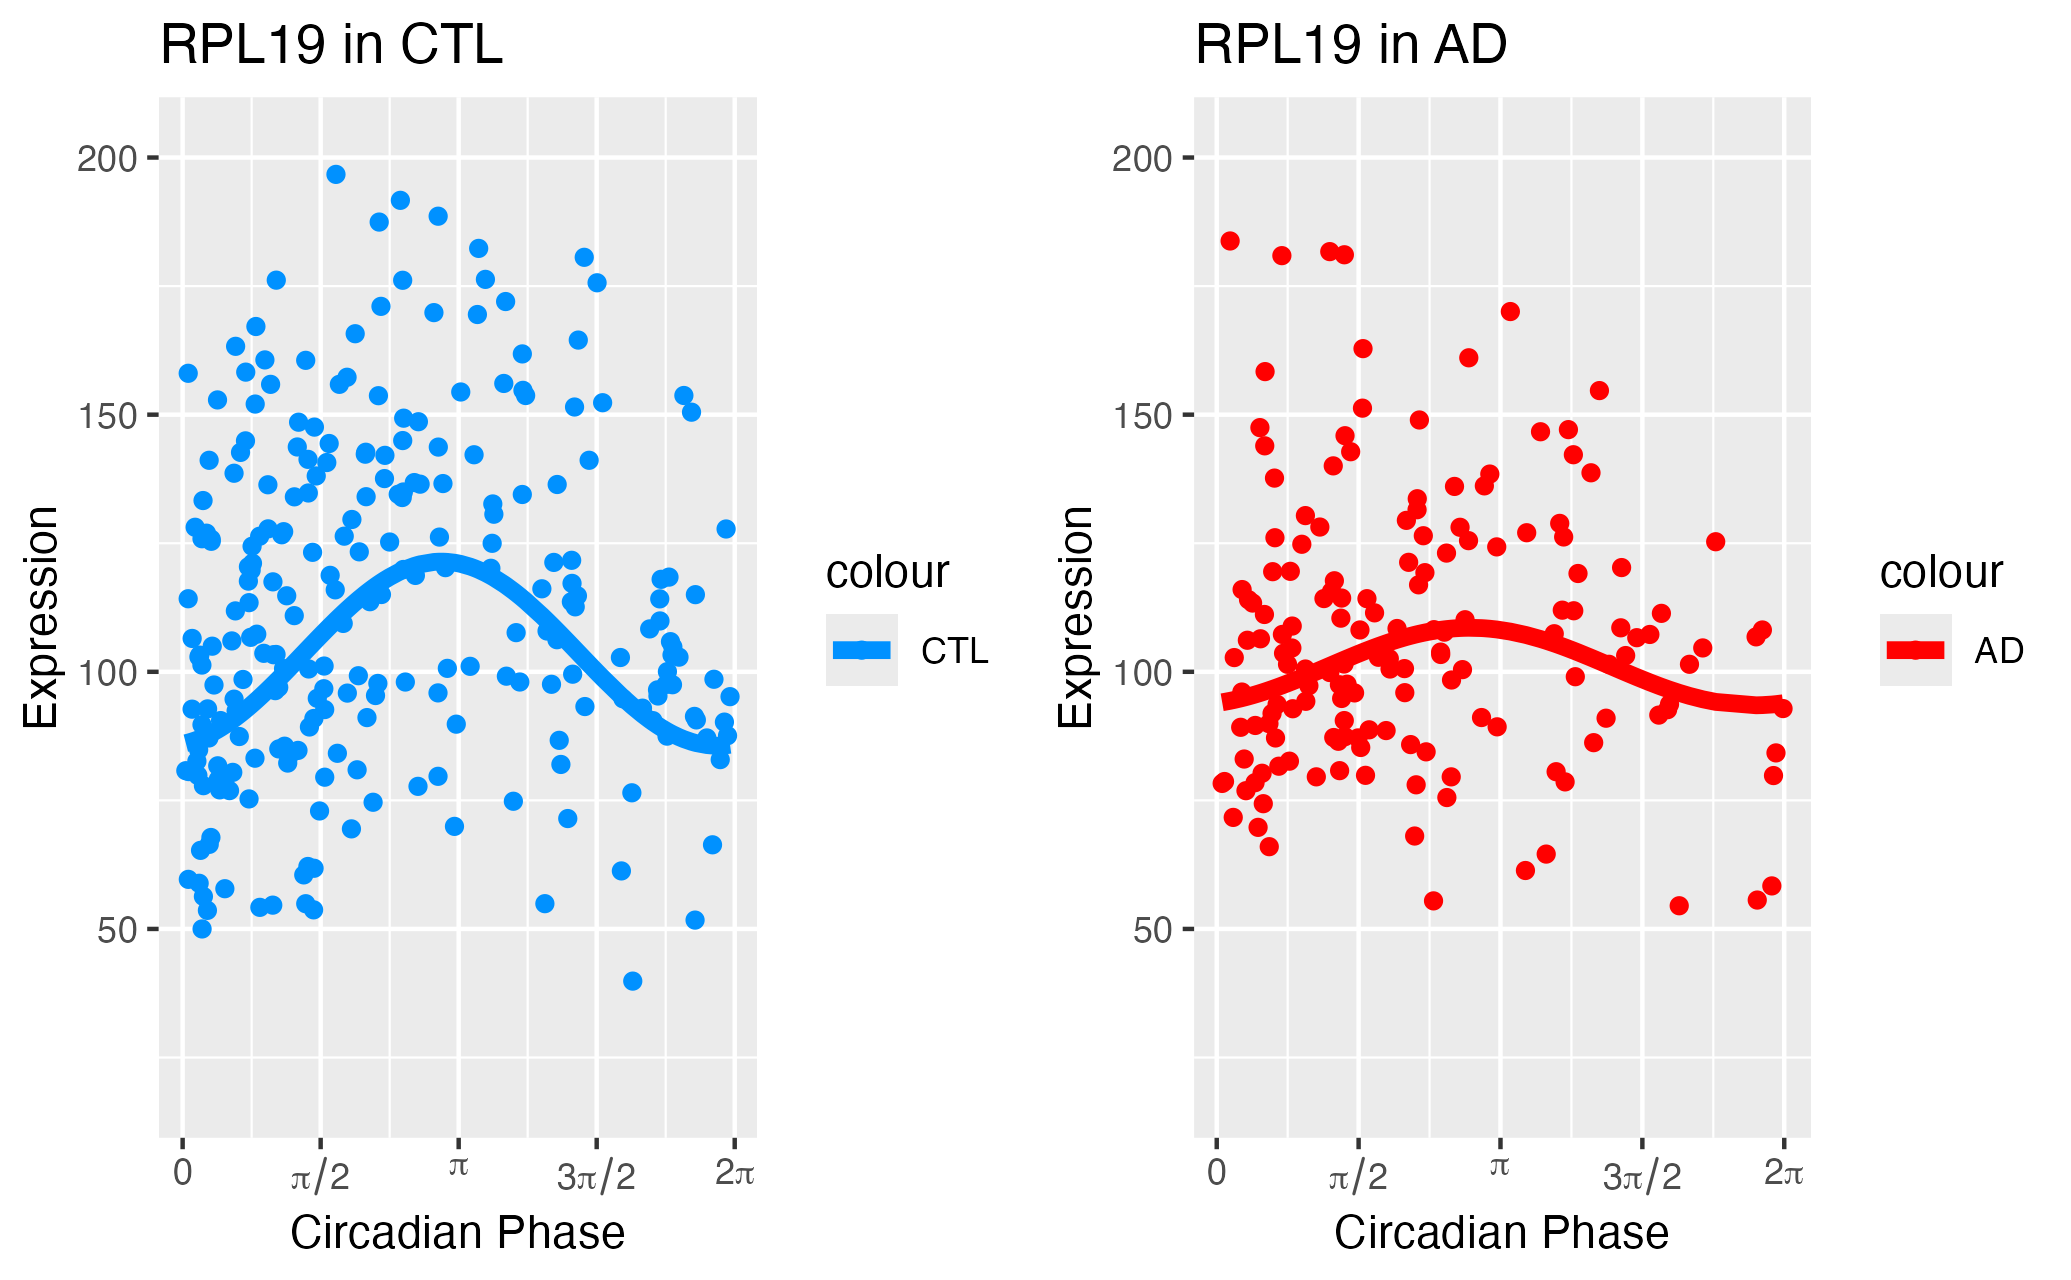 RPL19 in CTL
200
150
100
50
Expression
0 π/2 π 3π/2 2π
Circadian Phase
colour
CTL
RPL19 in AD
200
150
100
50
Expression
0 π/2 π 3π/2 2π
Circadian Phase
colour
AD